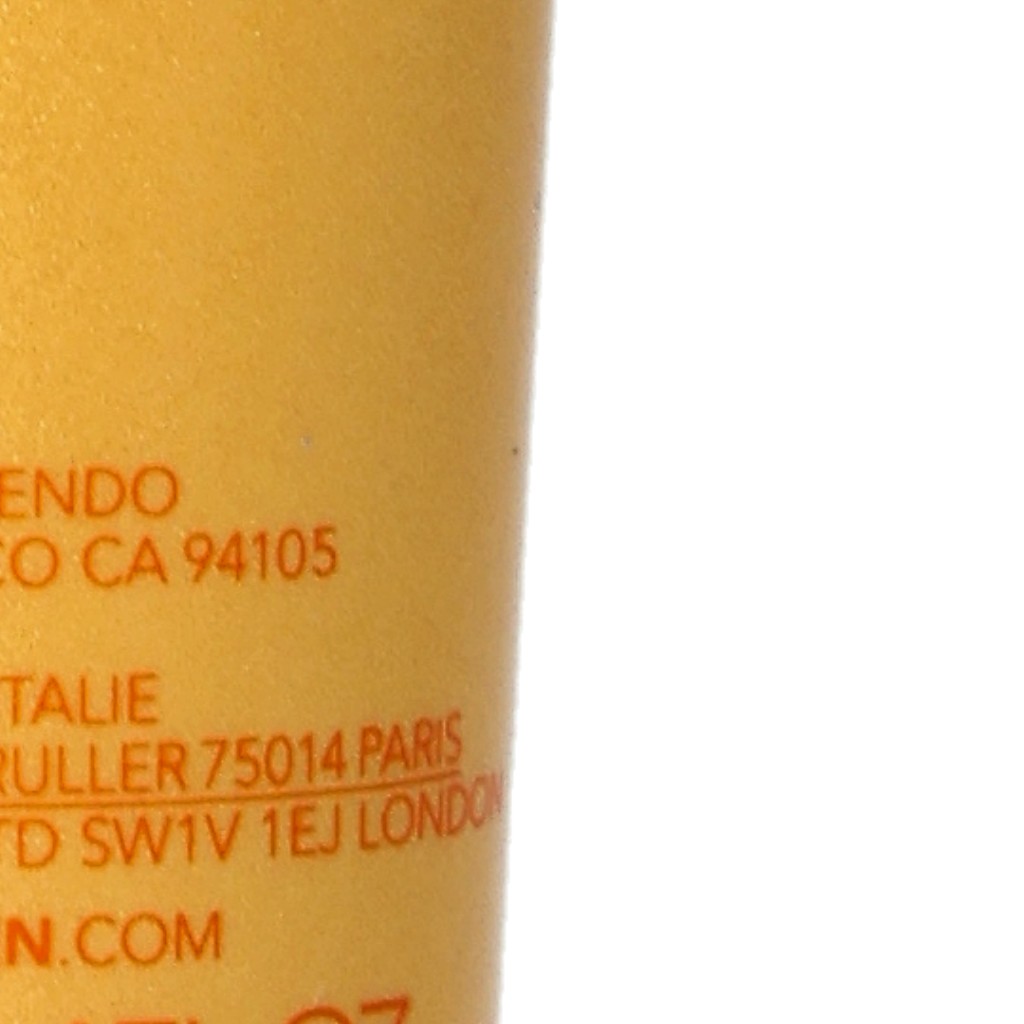 ENDO
CO CA 94105
TALIE
RULLER 75014 PARIS
TD SW1V 1EJ LONDON
N.COM